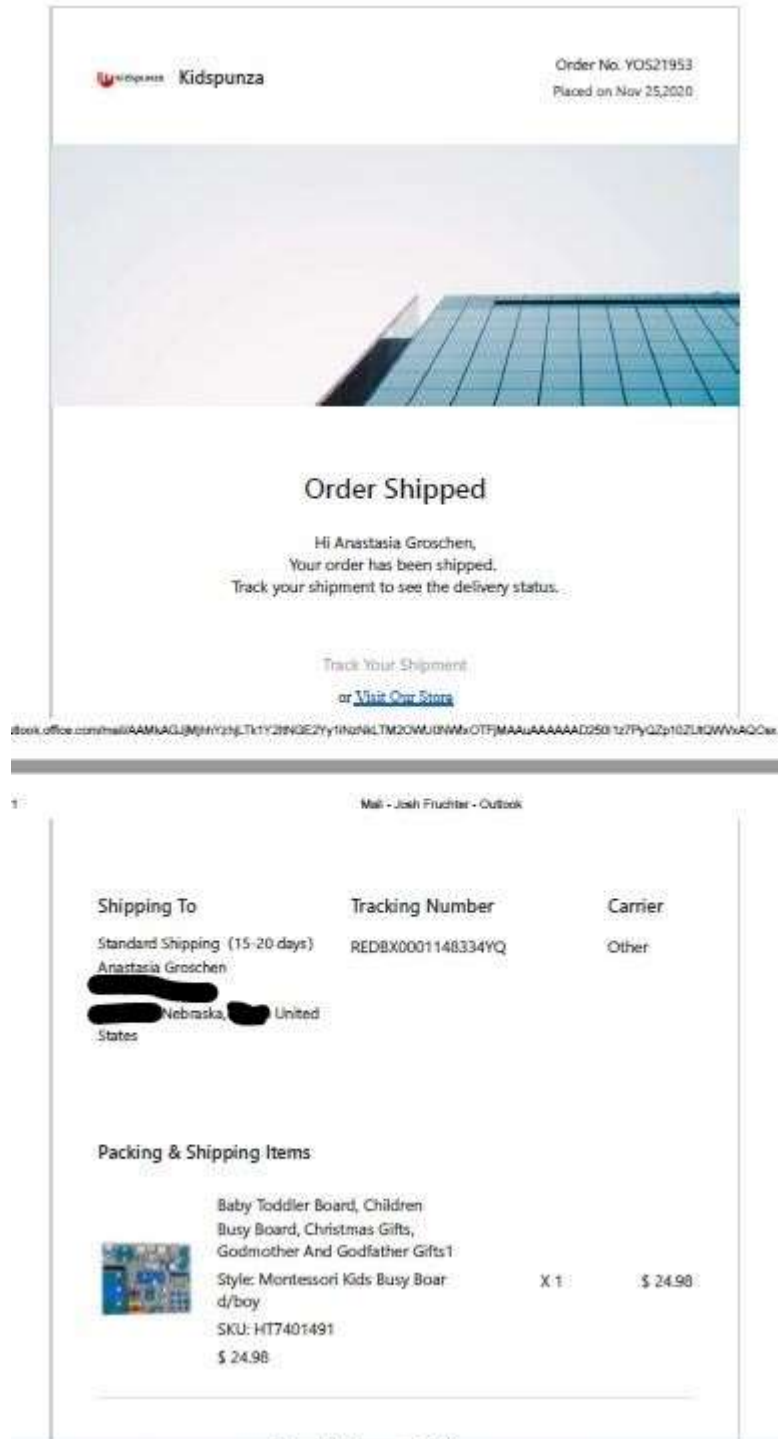 Kidspunza
Order No. YOS21953
Placed on Nov 25,2020
Order Shipped
Hi Anastasia Groschen,
Your order has been shipped.
Track your shipment to see the delivery status.
Track Your Shipment
or Visit Our Store
1
Mail - Josh Fruchter - Outlook
Shipping To
Tracking Number
Carrier
Standard Shipping (15-20 days)
REDBX0001148334YQ
Other
Anastasia Groschen
Nebraska, United
States
Packing & Shipping Items
Baby Toddler Board, Children
Busy Board, Christmas Gifts,
Godmother And Godfather Gifts1
Style: Montessori Kids Busy Boar
d/boy
X 1
$ 24.98
SKU: HT7401491
$ 24.98